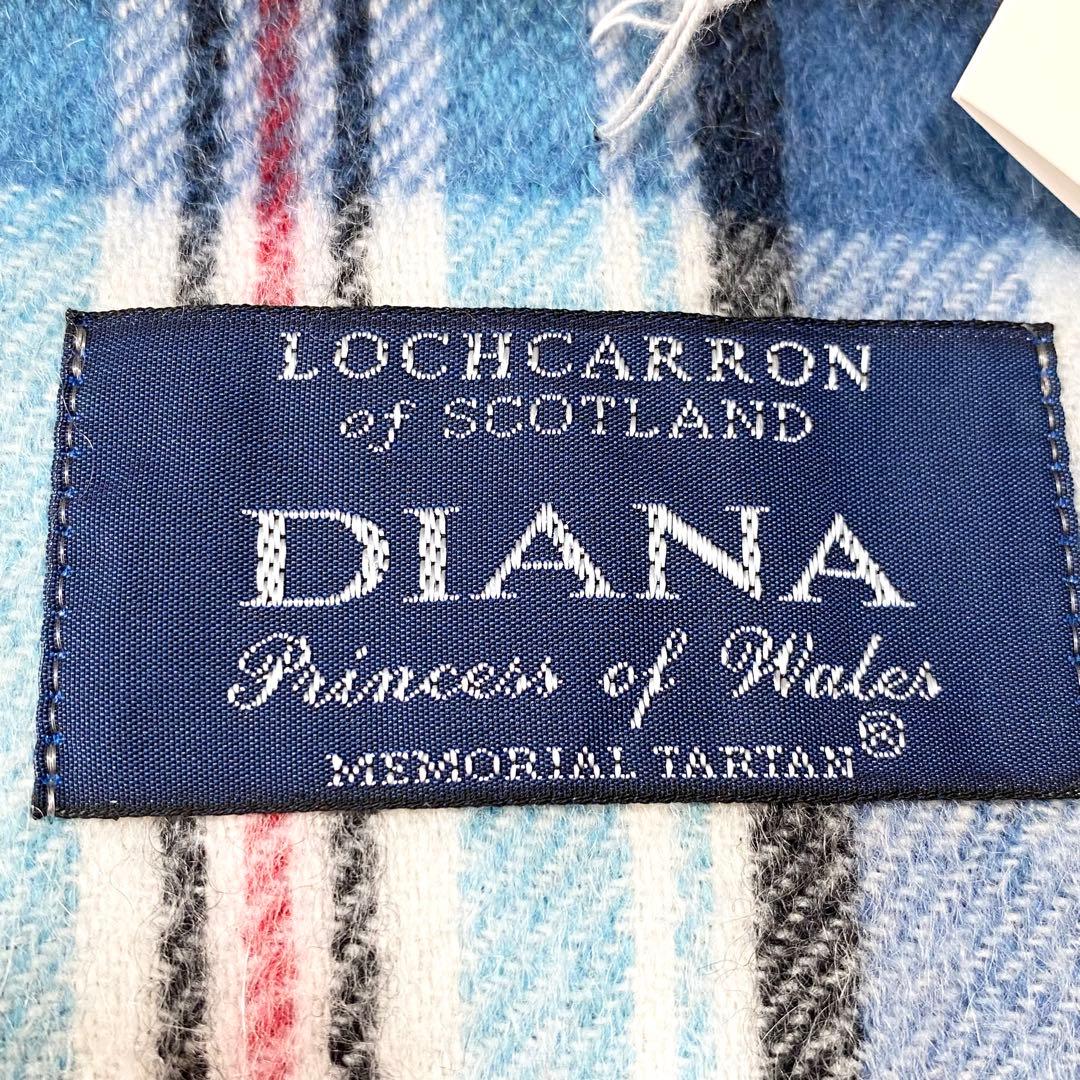 LOCHCARRON
of SCOTLAND
DIANA
Princess of Wales
MEMORIAL TARTAN®